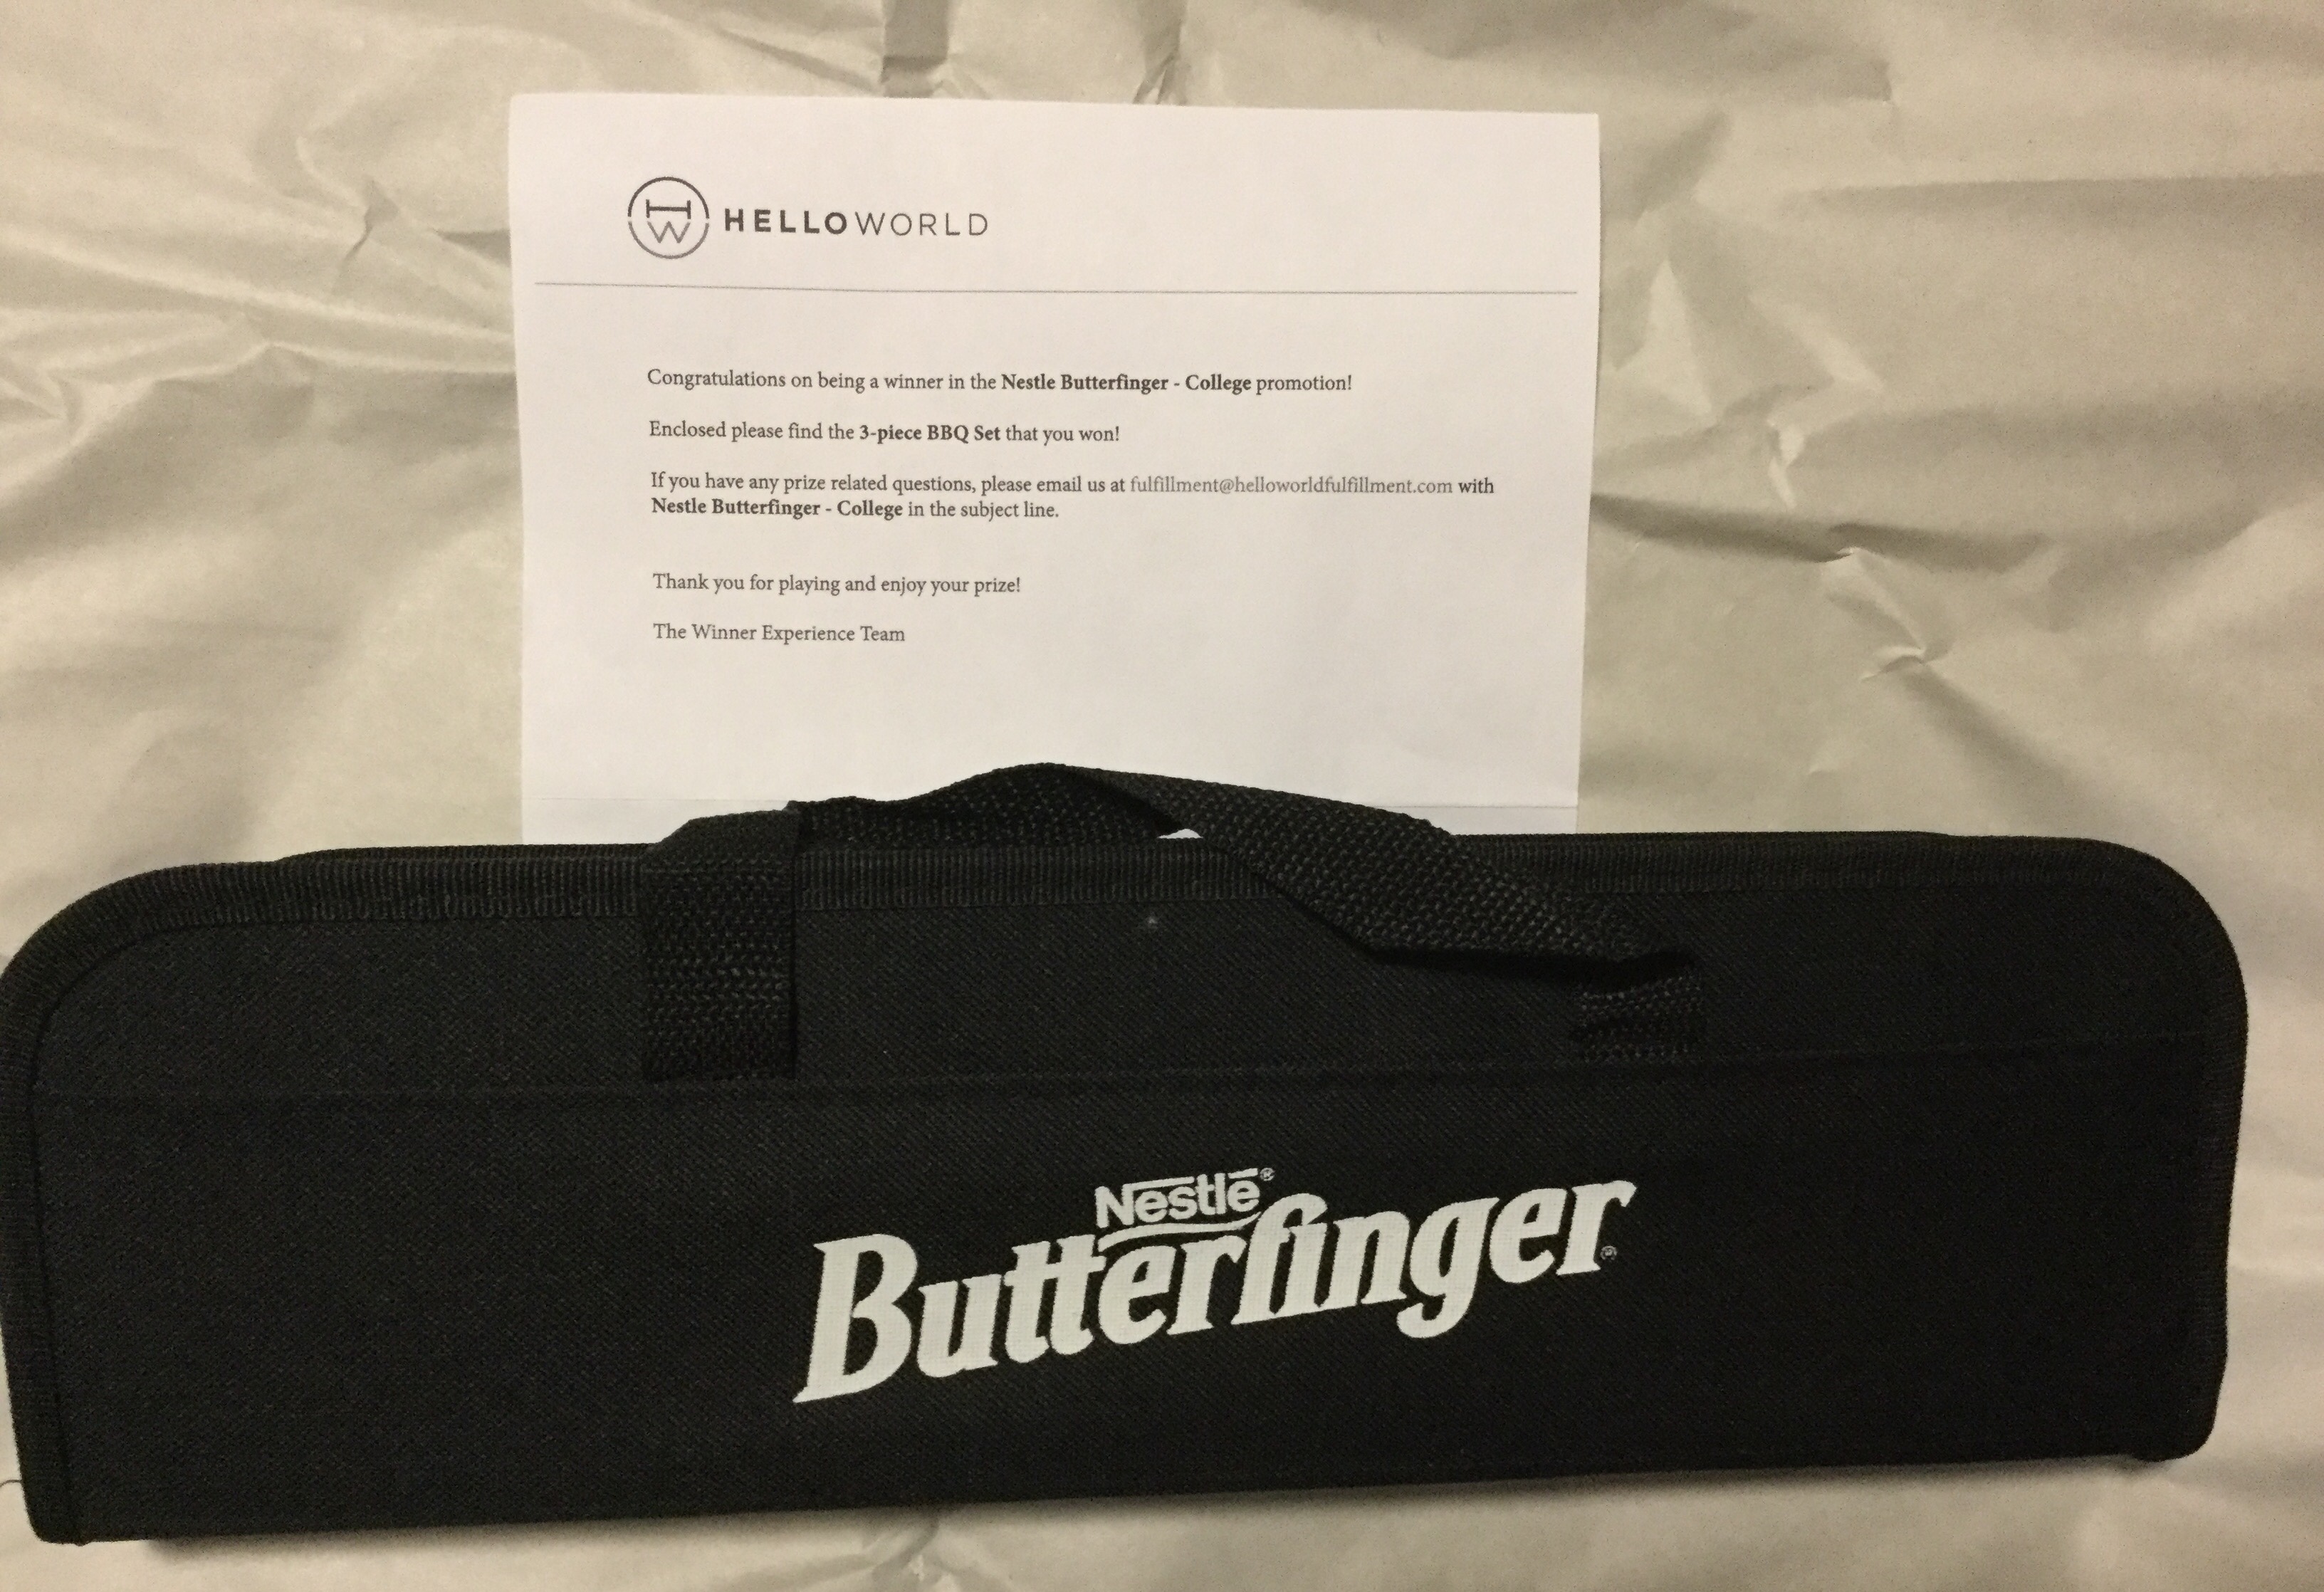 HELLOWORLD
Congratulations on being a winner in the Nestle Butterfinger - College promotion!
Enclosed please find the 3-piece BBQ Set that you won!
If you have any prize related questions, please email us at fulfillment@helloworldfulfillment.com with
Nestle Butterfinger - College in the subject line.
Thank you for playing and enjoy your prize!
The Winner Experience Team
Nestlē®
Butterfinger®